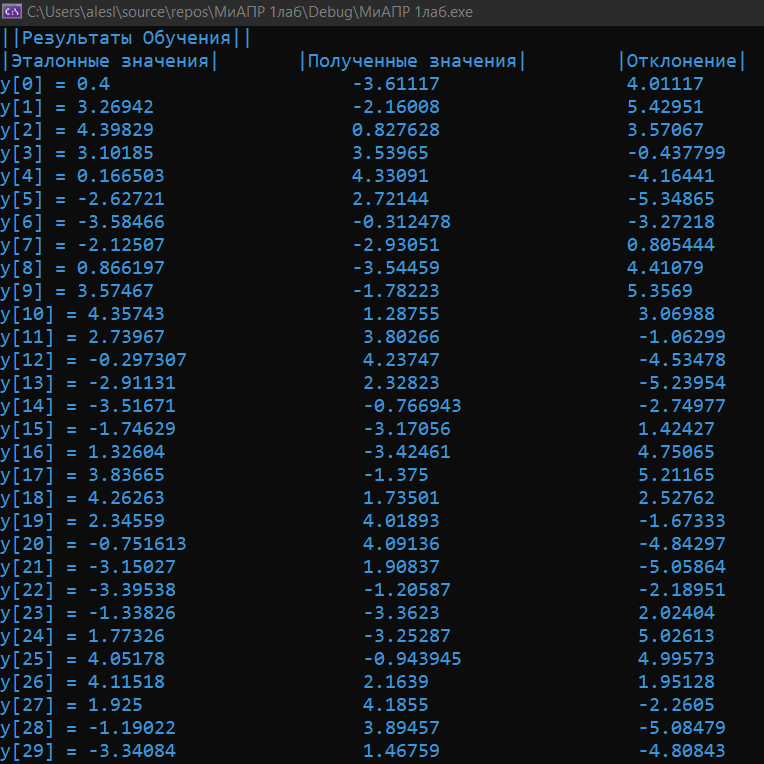 C:\Users\alesl\source\repos\МиАПР 1лаб\Debug\МиАПР 1лаб.exe
||Результаты Обучения||
|Эталонные значения| |Полученные значения| |Отклонение|
y[0] = 0.4 -3.61117 4.01117
y[1] = 3.26942 -2.16008 5.42951
y[2] = 4.39829 0.827628 3.57067
y[3] = 3.10185 3.53965 -0.437799
y[4] = 0.166503 4.33091 -4.16441
y[5] = -2.62721 2.72144 -5.34865
y[6] = -3.58466 -0.312478 -3.27218
y[7] = -2.12507 -2.93051 0.805444
y[8] = 0.866197 -3.54459 4.41079
y[9] = 3.57467 -1.78223 5.3569
y[10] = 4.35743 1.28755 3.06988
y[11] = 2.73967 3.80266 -1.06299
y[12] = -0.297307 4.23747 -4.53478
y[13] = -2.91131 2.32823 -5.23954
y[14] = -3.51671 -0.766943 -2.74977
y[15] = -1.74629 -3.17056 1.42427
y[16] = 1.32604 -3.42461 4.75065
y[17] = 3.83665 -1.375 5.21165
y[18] = 4.26263 1.73501 2.52762
y[19] = 2.34559 4.01893 -1.67333
y[20] = -0.751613 4.09136 -4.84297
y[21] = -3.15027 1.90837 -5.05864
y[22] = -3.39538 -1.20587 -2.18951
y[23] = -1.33826 -3.3623 2.02404
y[24] = 1.77326 -3.25287 5.02613
y[25] = 4.05178 -0.943945 4.99573
y[26] = 4.11518 2.1639 1.95128
y[27] = 1.925 4.1855 -2.2605
y[28] = -1.19022 3.89457 -5.08479
y[29] = -3.34084 1.46759 -4.80843